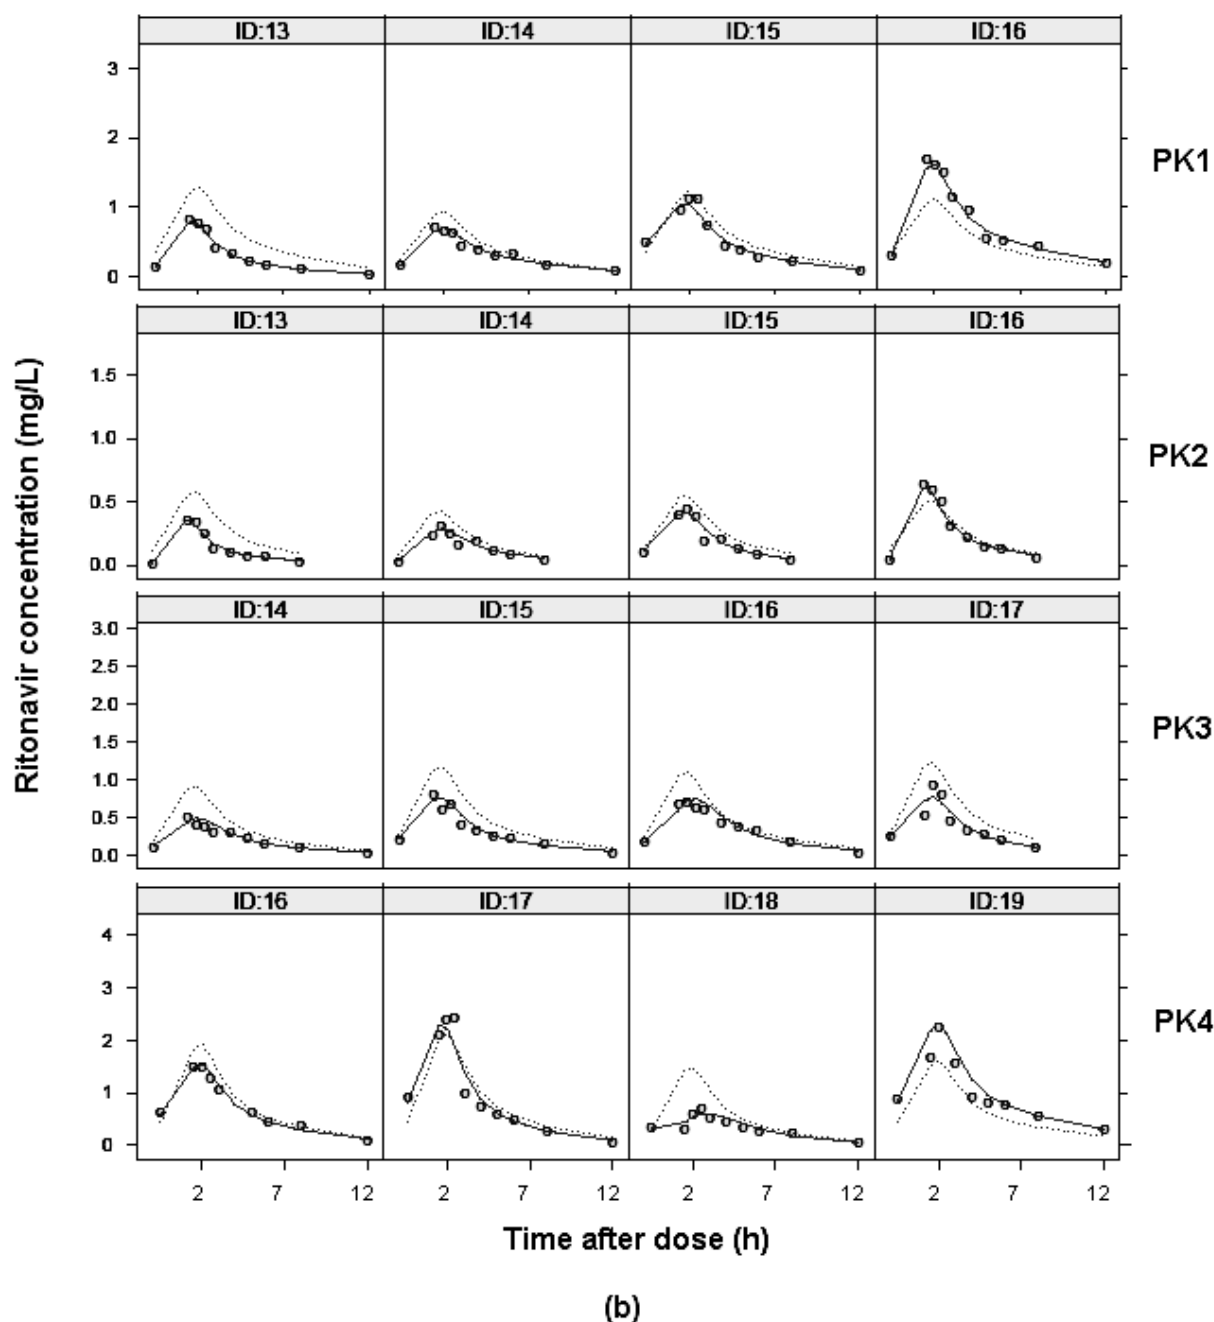 ID:13 ID:14 ID:15 ID:16
3
2
1
0
PK1
ID:13 ID:14 ID:15 ID:16
1.5
1.0
0.5
0.0
PK2
ID:14 ID:15 ID:16 ID:17
3.0
2.5
2.0
1.5
1.0
0.5
0.0
PK3
ID:16 ID:17 ID:18 ID:19
4
3
2
1
0
PK4
2 7 12 2 7 12 2 7 12 2 7 12
Ritonavir concentration (mg/L)
Time after dose (h)
(b)